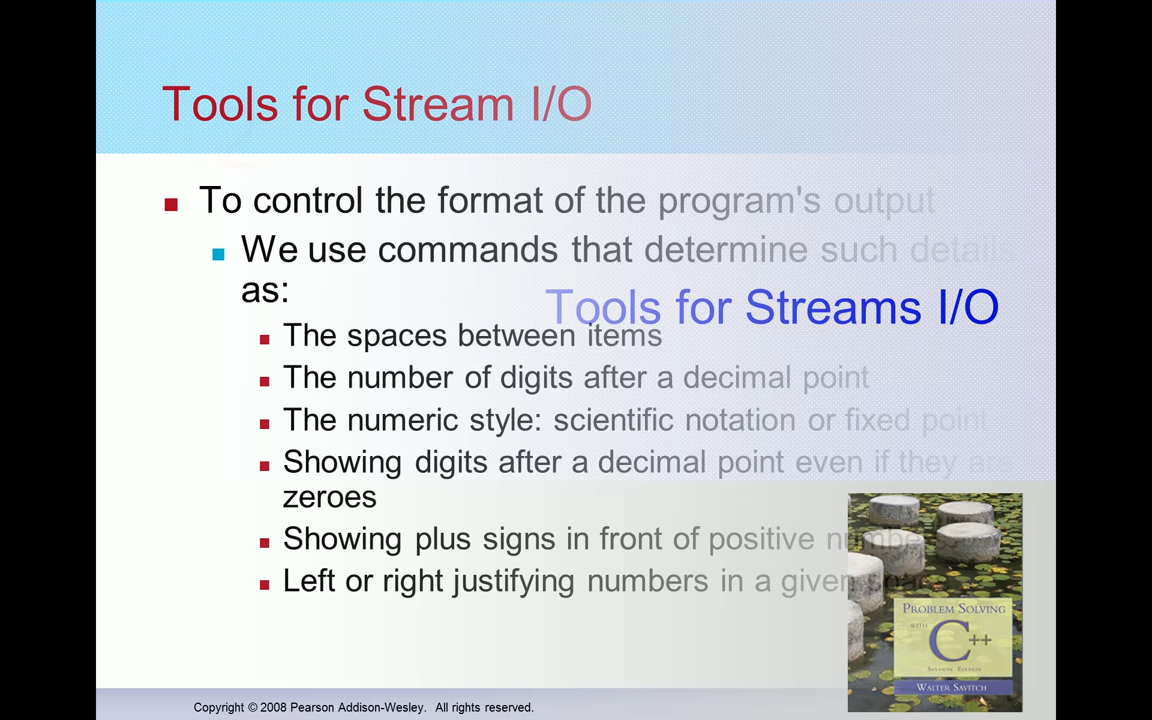 Tools for Stream I/O
To control the format of the program's output
We use commands that determine such details
as:
Tools for Streams I/O
The spaces between items
The number of digits after a decimal point
The numeric style: scientific notation or fixed point
Showing digits after a decimal point even if they are
zeroes
Showing plus signs in front of positive numbers
Left or right justifying numbers in a given space
PROBLEM SOLVING
WITH
C++
SEVENTH EDITION
WALTER SAVITCH
Copyright © 2008 Pearson Addison-Wesley. All rights reserved.